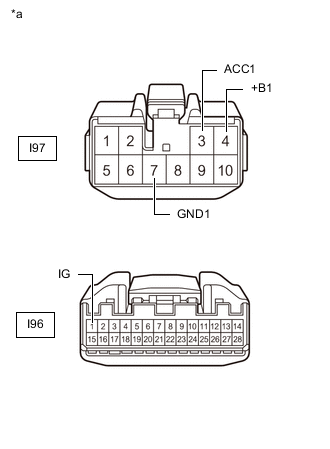 *a
ACC1
+B1
I97
1 2 3 4
5 6 7 8 9 10
GND1
IG
I96
1 2 3 4 5 6 7 8 9 10 11 12 13 14
15 16 17 18 19 20 21 22 23 24 25 26 27 28